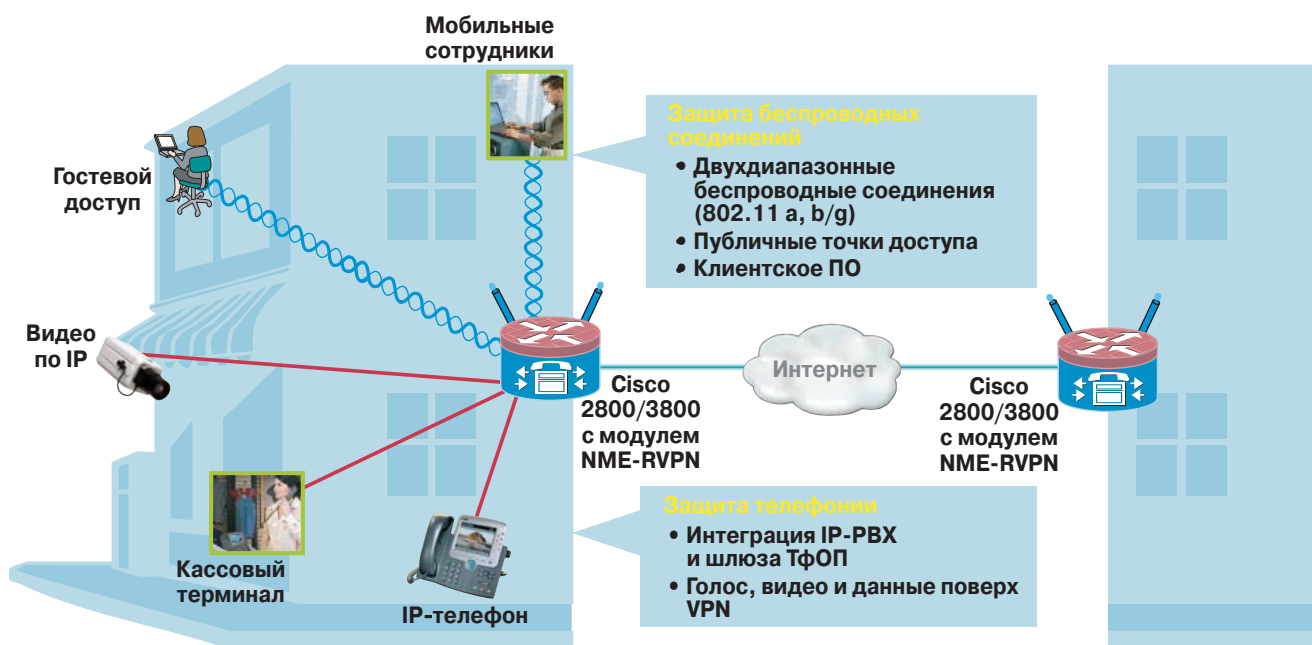 Мобильные
сотрудники
Гостевой
доступ
Защита беспроводных
соединений
• Двухдиапазонные
беспроводные соединения
(802.11 a, b/g)
• Публичные точки доступа
• Клиентское ПО
Видео
по IP
Интернет
Cisco
2800/3800
с модулем
NME-RVPN
Cisco
2800/3800
с модулем
NME-RVPN
Защита телефонии
• Интеграция IP-PBX
и шлюза ТфОП
• Голос, видео и данные поверх
VPN
Кассовый
терминал
IP-телефон